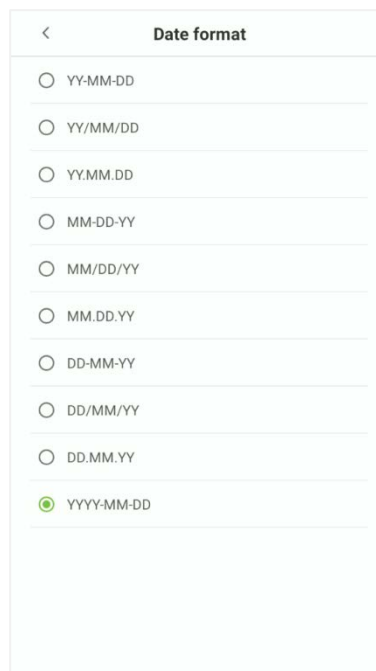 Date format
YY-MM-DD
YY/MM/DD
YY.MM.DD
MM-DD-YY
MM/DD/YY
MM.DD.YY
DD-MM-YY
DD/MM/YY
DD.MM.YY
YYYY-MM-DD